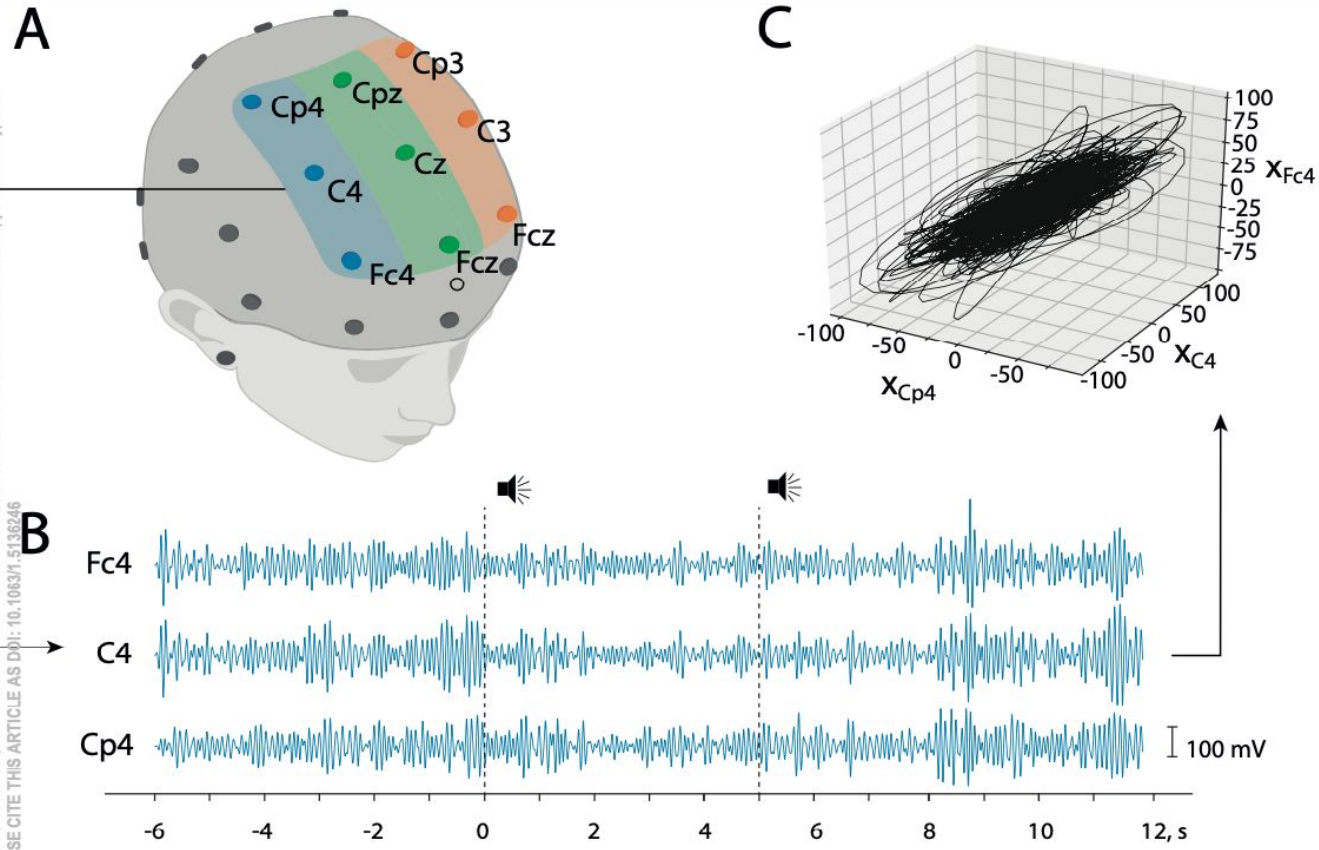 A
Cp3
Cpz
Cp4
C3
Cz
C4
Fcz
Fcz
Fc4
C
100
75
50
25
0
-25
-50
-75
XFc4
100
50
0
-50
-100
XC4
-100
-50
0
-50
XCp4
B
Fc4
C4
Cp4
100 mV
-6
-4
-2
0
2
4
6
8
10
12, s
SE CITE THIS ARTICLE AS DOI: 10.1063/1.5136246